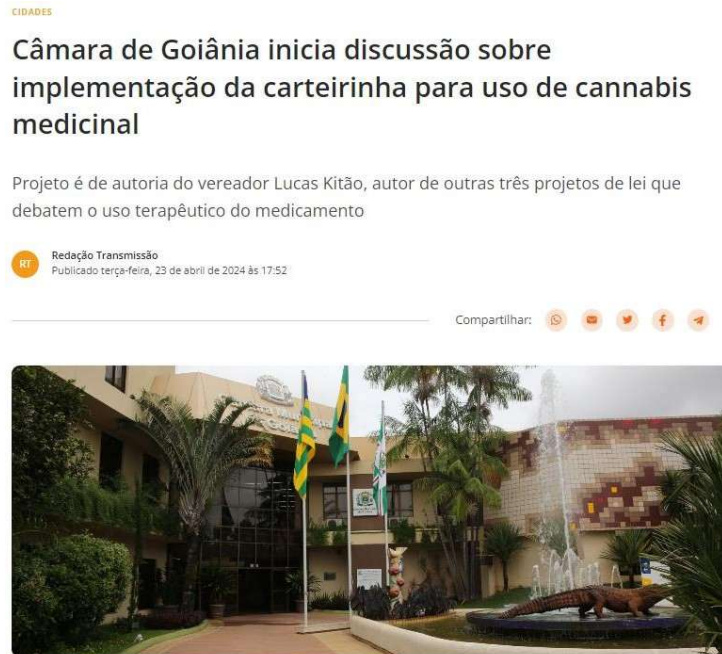 CIDADES
Câmara de Goiânia inicia discussão sobre
implementação da carteirinha para uso de cannabis
medicinal
Projeto é de autoria do vereador Lucas Kitão, autor de outras três projetos de lei que
debatem o uso terapêutico do medicamento
RT
Redação Transmissão
Publicado terça-feira, 23 de abril de 2024 às 17:52
Compartilhar: